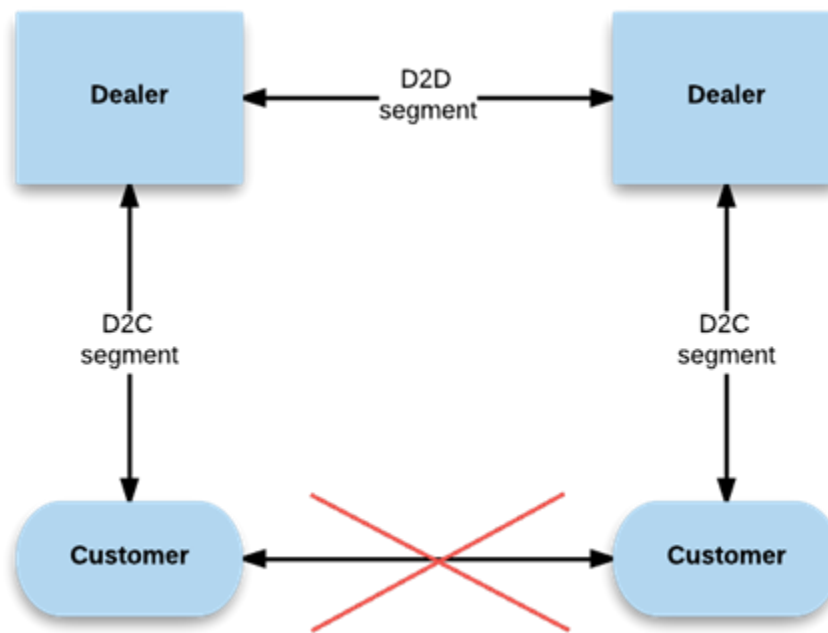 Dealer
D2D
segment
Dealer
D2C
segment
D2C
segment
Customer
Customer